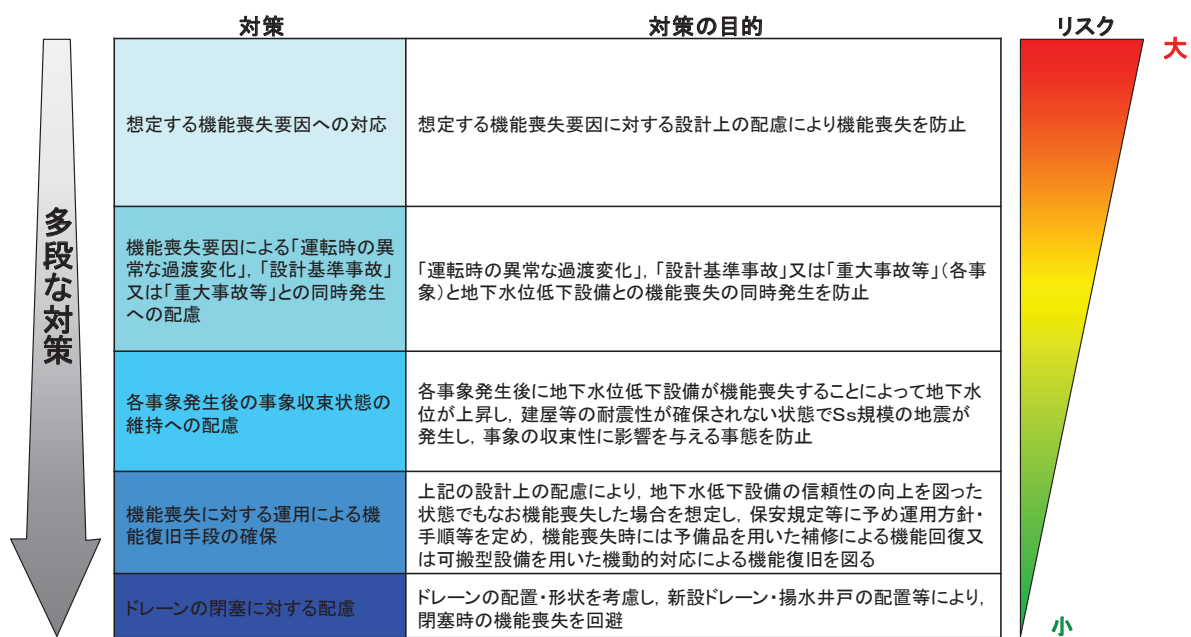 対策
対策の目的
リスク
大
多段な対策
想定する機能喪失要因への対応
想定する機能喪失要因に対する設計上の配慮により機能喪失を防止
機能喪失要因による「運転時の異
常な過渡変化」，「設計基準事故」
又は「重大事故等」との同時発生
への配慮
「運転時の異常な過渡変化」，「設計基準事故」又は「重大事故等」（各事
象）と地下水位低下設備との機能喪失の同時発生を防止
各事象発生後の事象収束状態の
維持への配慮
各事象発生後に地下水位低下設備が機能喪失することによって地下水
位が上昇し，建屋等の耐震性が確保されない状態でSs規模の地震が
発生し，事象の収束性に影響を与える事態を防止
機能喪失に対する運用による機
能復旧手段の確保
上記の設計上の配慮により，地下水低下設備の信頼性の向上を図った
状態でもなお機能喪失した場合を想定し，保安規定等に予め運用方針・
手順等を定め，機能喪失時には予備品を用いた補修による機能回復又
は可搬型設備を用いた機動的対応による機能復旧を図る
ドレーンの閉塞に対する配慮
ドレーンの配置・形状を考慮し，新設ドレーン・揚水井戸の配置等により，
閉塞時の機能喪失を回避
小